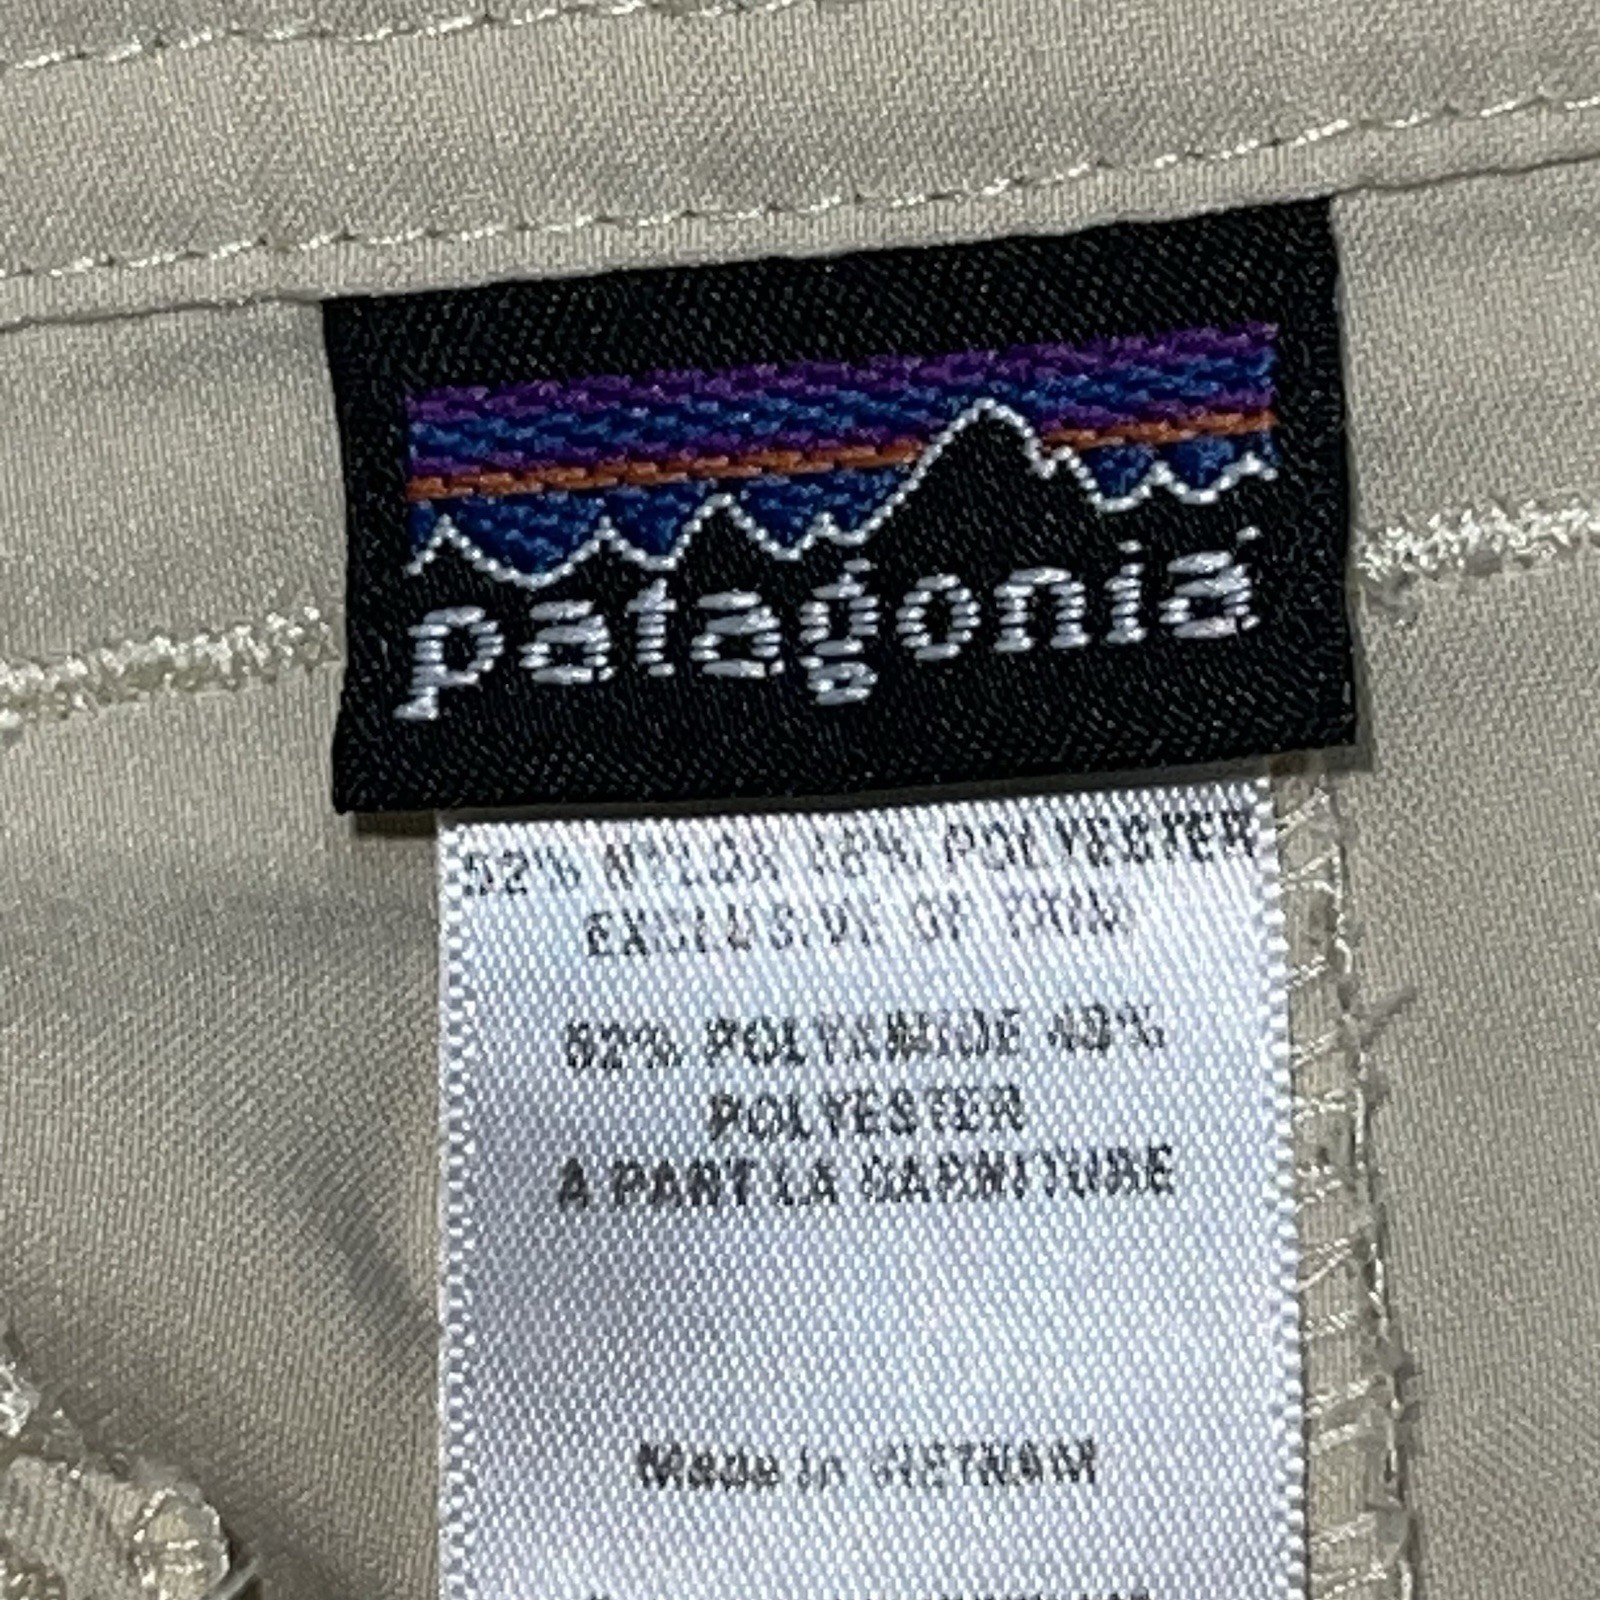 patagonia
52% NYLON 48% POLYESTER
EXCLUSIVE OF TRIM
52% POLYAMIDE 48%
POLYESTER
A PART LA GARNITURE
Made in VIETNAM